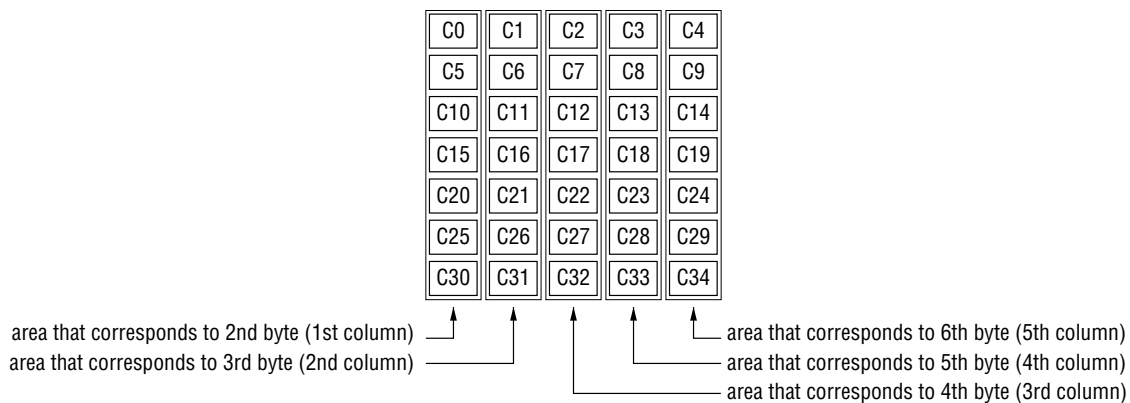 C0 C1 C2 C3 C4
C5 C6 C7 C8 C9
C10 C11 C12 C13 C14
C15 C16 C17 C18 C19
C20 C21 C22 C23 C24
C25 C26 C27 C28 C29
C30 C31 C32 C33 C34
area that corresponds to 2nd byte (1st column)
area that corresponds to 3rd byte (2nd column)
area that corresponds to 6th byte (5th column)
area that corresponds to 5th byte (4th column)
area that corresponds to 4th byte (3rd column)